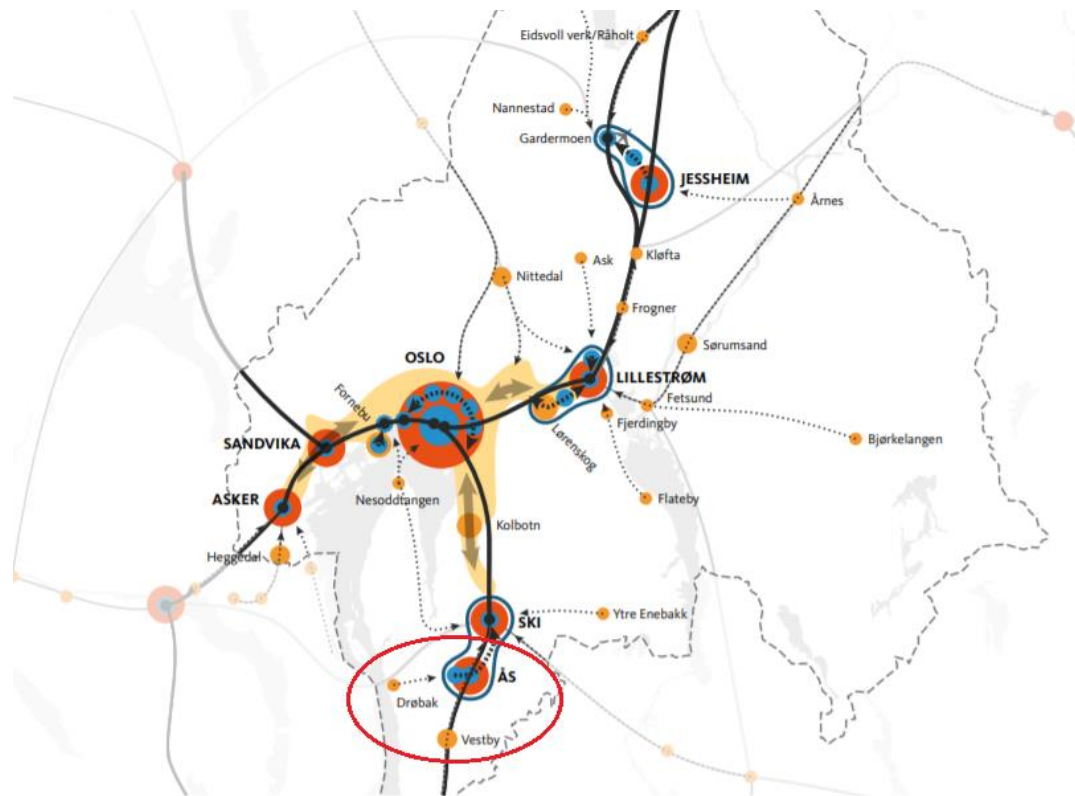 Eidsvoll verk/Råholt
Nannestad
Gardermoen
JESSHEIM
Årnes
Ask
Kløfta
Nittedal
Frogner
Sørumsand
OSLO
LILLESTRØM
Fornebu
Fetsund
Fjerdingby
Lørenskog
Bjørkelangen
SANDVIKA
ASKER
Nesoddtangen
Flateby
Kolbotn
Heggedal
Ytre Enebakk
SKI
ÅS
Drøbak
Vestby